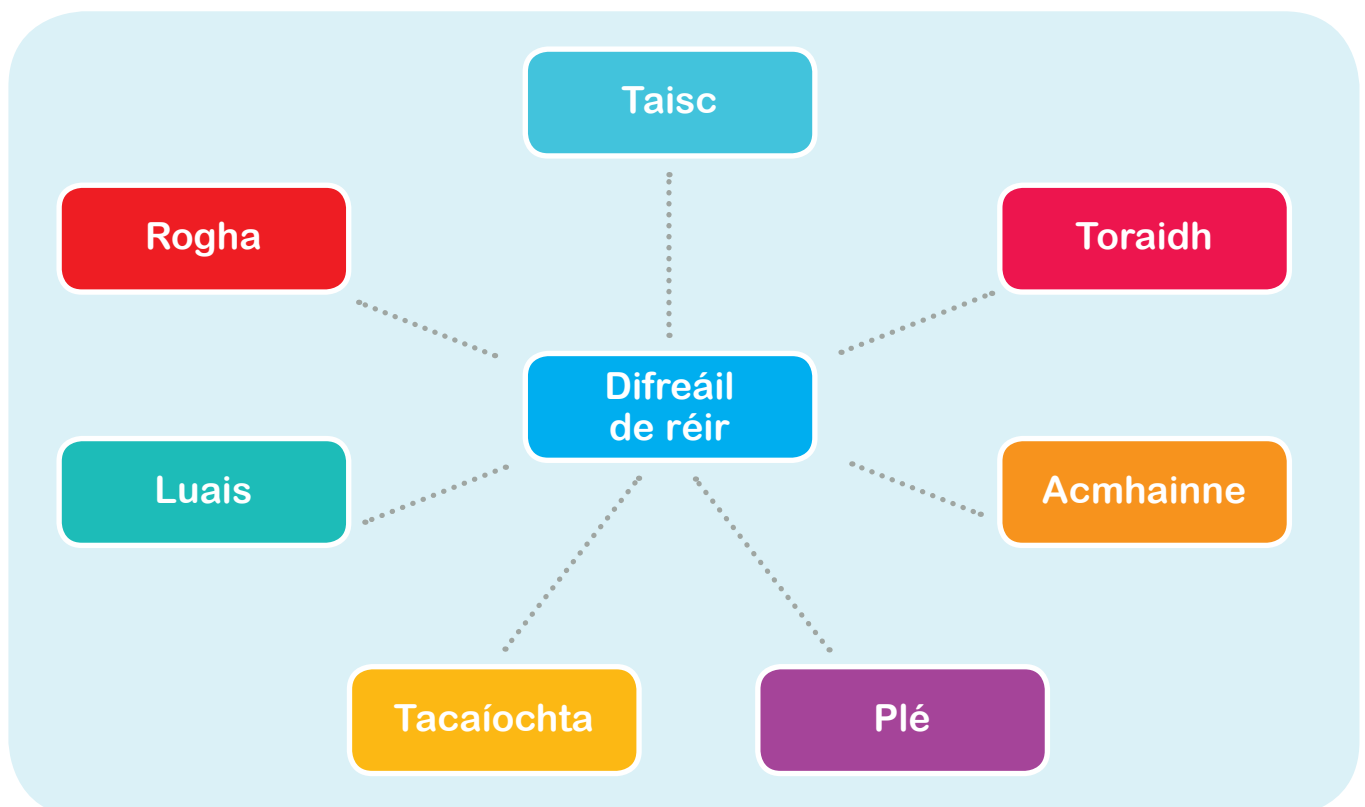 Taisc
Rogha
Toraidh
Difreáil
de réir
Luais
Acmhainne
Tacaíochta
Plé